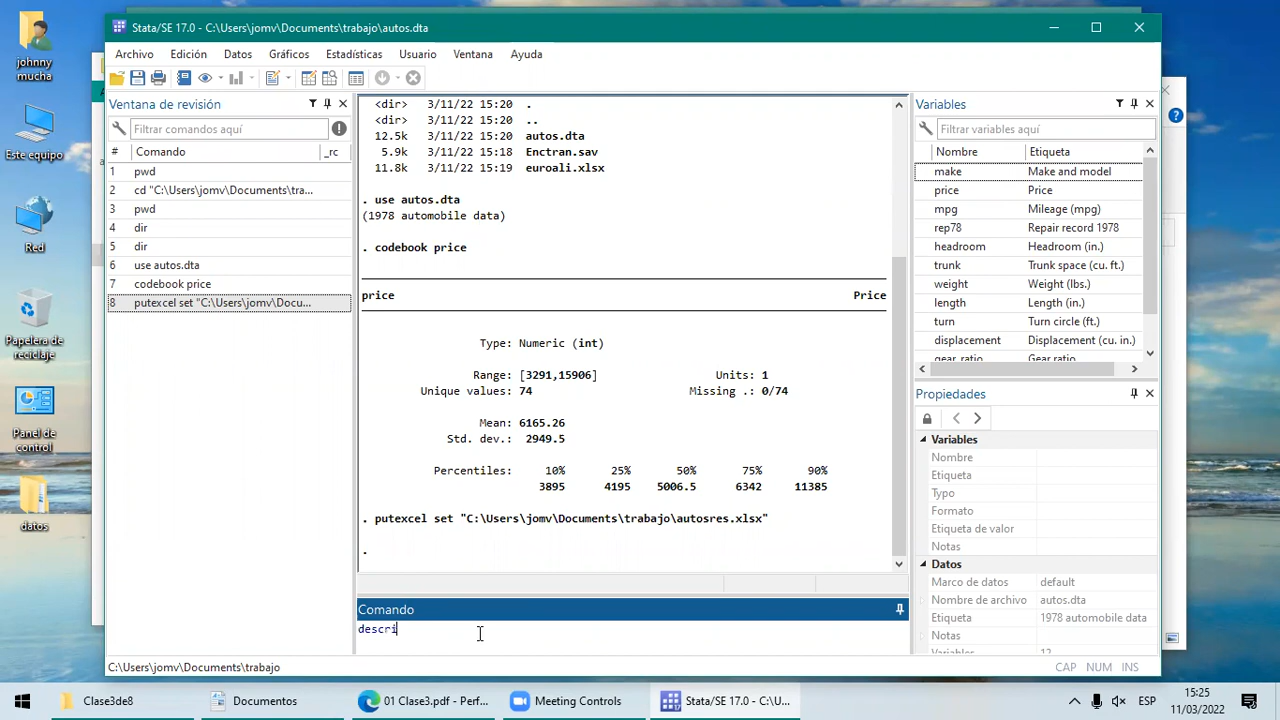 johnny
mucha
Este equipo
Red
Papelera de
reciclaje
Panel de
control
datos
Stata/SE 17.0 - C:\Users\jomv\Documents\trabajo\autos.dta
Archivo Edición Datos Gráficos Estadísticas Usuario Ventana Ayuda
Ventana de revisión
Filtrar comandos aquí
# Comando _rc
1 pwd
2 cd "C:\Users\jomv\Documents\tra...
3 pwd
4 dir
5 dir
6 use autos.dta
7 codebook price
8 putexcel set "C:\Users\jomv\Docu...
<dir> 3/11/22 15:20 .
<dir> 3/11/22 15:20 ..
12.5k 3/11/22 15:20 autos.dta
5.9k 3/11/22 15:18 Enctran.sav
11.8k 3/11/22 15:19 euroali.xlsx
. use autos.dta
(1978 automobile data)
. codebook price
price Price
Type: Numeric (int)
Range: [3291,15906] Units: 1
Unique values: 74 Missing .: 0/74
Mean: 6165.26
Std. dev.: 2949.5
Percentiles: 10% 25% 50% 75% 90%
3895 4195 5006.5 6342 11385
. putexcel set "C:\Users\jomv\Documents\trabajo\autosres.xlsx"
.
Comando
descri
Variables
Filtrar variables aquí
Nombre Etiqueta
make Make and model
price Price
mpg Mileage (mpg)
rep78 Repair record 1978
headroom Headroom (in.)
trunk Trunk space (cu. ft.)
weight Weight (lbs.)
length Length (in.)
turn Turn circle (ft.)
displacement Displacement (cu. in.)
gear_ratio Gear ratio
Propiedades
Variables
Nombre
Etiqueta
Typo
Formato
Etiqueta de valor
Notas
Datos
Marco de datos default
Nombre de archivo autos.dta
Etiqueta 1978 automobile data
Notas
Variables 12
C:\Users\jomv\Documents\trabajo
CAP NUM INS
Clase3de8
Documentos
01 Clase3.pdf - Perf...
Meeting Controls
Stata/SE 17.0 - C:\U...
ESP
15:25
11/03/2022